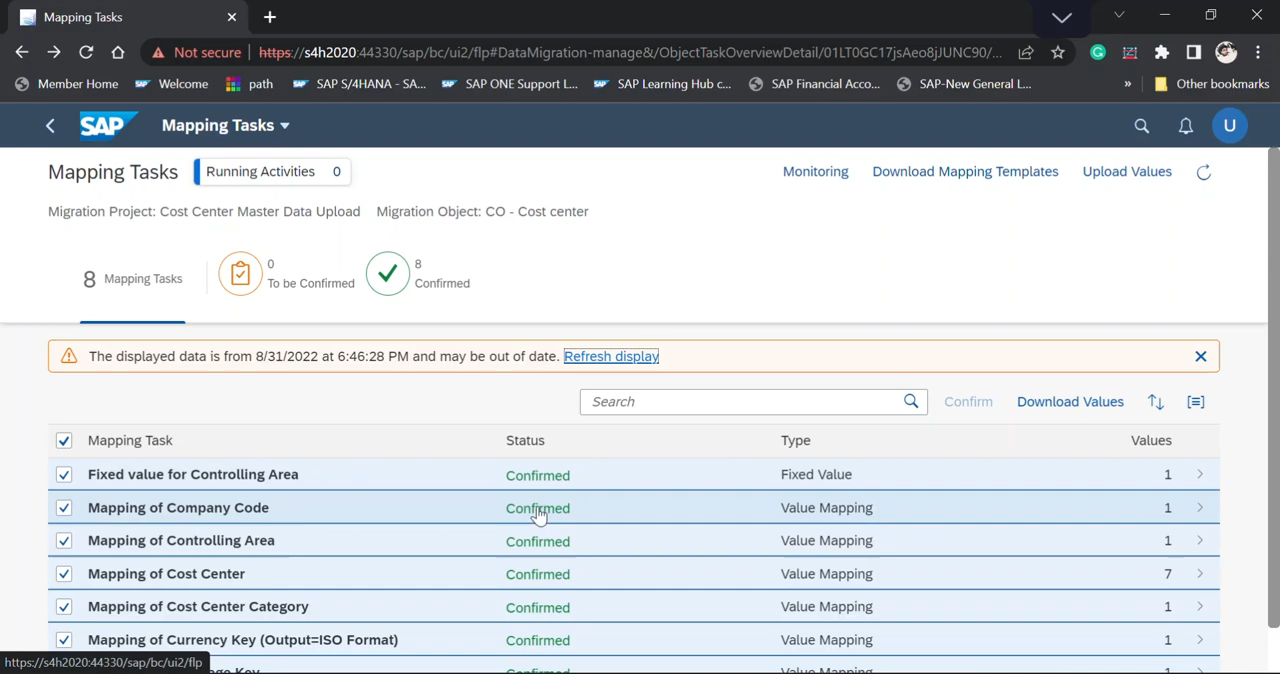 Mapping Tasks
Not secure https://s4h2020:44330/sap/bc/ui2/flp#DataMigration-manage&/ObjectTaskOverviewDetail/01LT0GC17jsAeo8jJUNC90/...
Member Home Welcome path SAP S/4HANA - SA... SAP ONE Support L... SAP Learning Hub c... SAP Financial Acco... SAP-New General L... » Other bookmarks
SAP Mapping Tasks U
Mapping Tasks Running Activities 0 Monitoring Download Mapping Templates Upload Values
Migration Project: Cost Center Master Data Upload Migration Object: CO - Cost center
8 Mapping Tasks
0
To be Confirmed
8
Confirmed
The displayed data is from 8/31/2022 at 6:46:28 PM and may be out of date. Refresh display
Search Confirm Download Values
Mapping Task Status Type Values
Fixed value for Controlling Area Confirmed Fixed Value 1
Mapping of Company Code Confirmed Value Mapping 1
Mapping of Controlling Area Confirmed Value Mapping 1
Mapping of Cost Center Confirmed Value Mapping 7
Mapping of Cost Center Category Confirmed Value Mapping 1
Mapping of Currency Key (Output=ISO Format) Confirmed Value Mapping 1
Key Confirmed Value Mapping 1
https://s4h2020:44330/sap/bc/ui2/flp